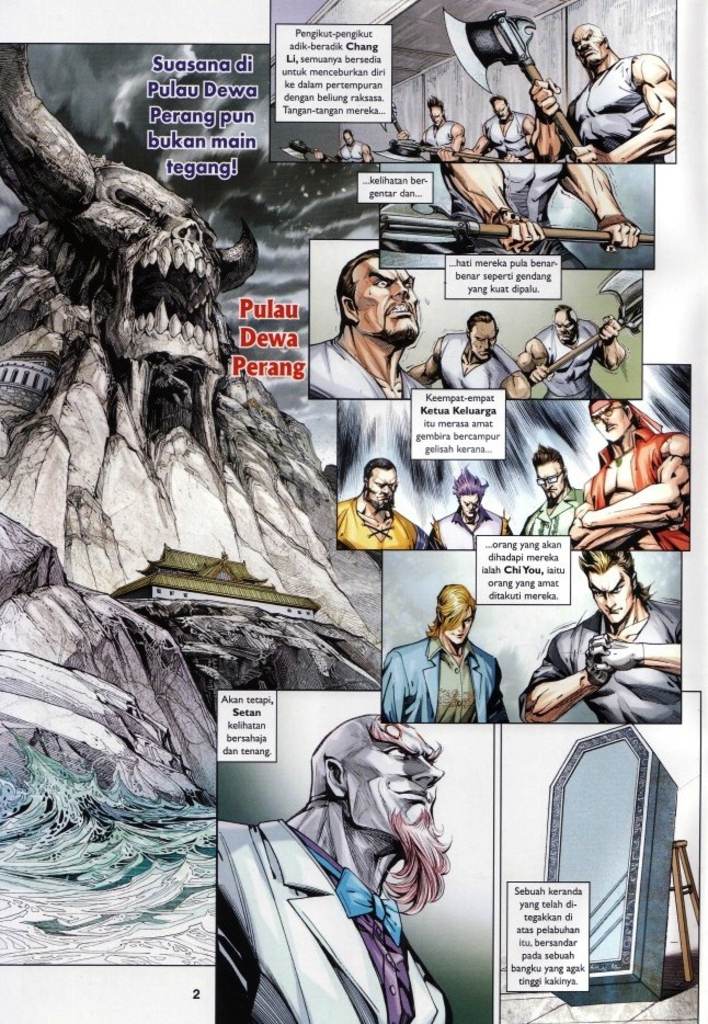 Suasana di
Pulau Dewa
Perang pun
bukan main
tegang!
Pulau
Dewa
Perang
Pengikut-pengikut
adik-beradik Chang
Li, semuanya bersedia
untuk menceburkan diri
ke dalam pertempuran
dengan beliung raksasa.
Tangan-tangan mereka...
...kelihatan ber-
gentar dan...
...hati mereka pula benar-
benar seperti gendang
yang kuat dipalu.
Keempat-empat
Ketua Keluarga
itu merasa amat
gembira bercampur
gelisah kerana...
...orang yang akan
dihadapi mereka
ialah Chi You, iaitu
orang yang amat
ditakuti mereka.
Akan tetapi,
Setan
kelihatan
bersahaja
dan tenang.
Sebuah keranda
yang telah di-
tegakkan di
atas pelabuhan
itu, bersandar
pada sebuah
bangku yang agak
tinggi kakinya.
2